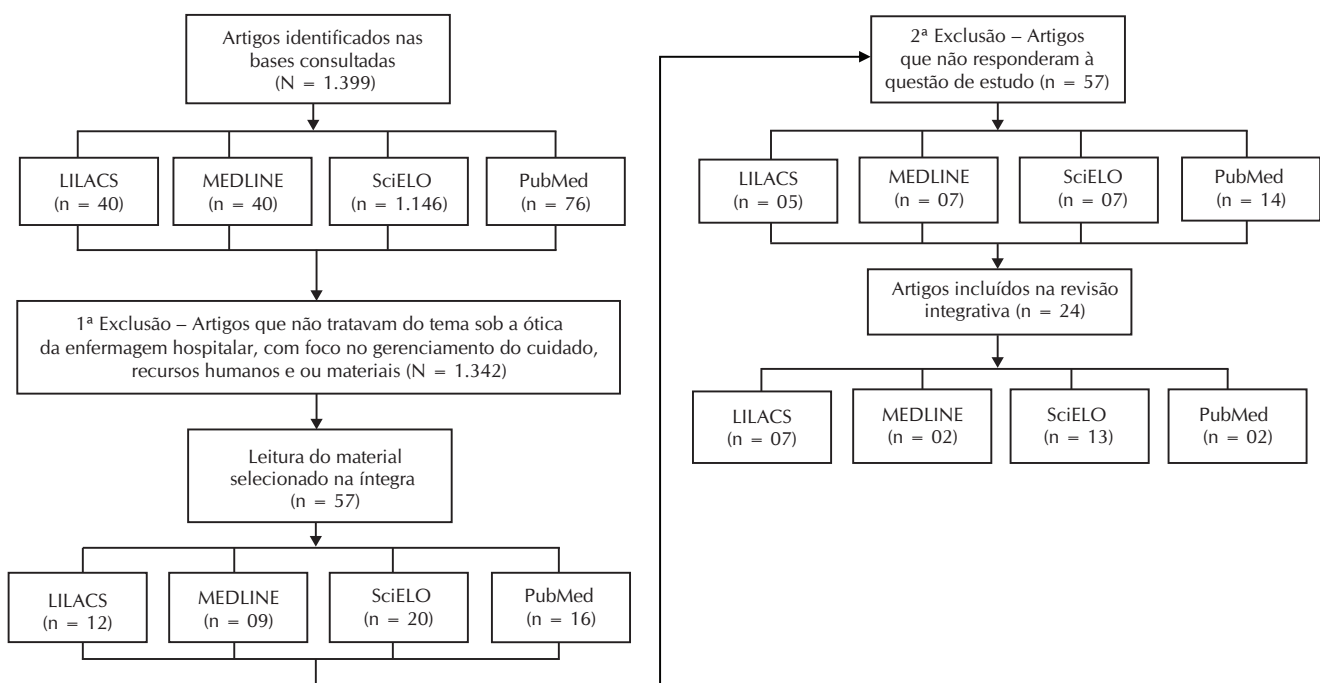 Artigos identificados nas
bases consultadas
(N = 1.399)
LILACS
(n = 40)
MEDLINE
(n = 40)
SciELO
(n = 1.146)
PubMed
(n = 76)
1ª Exclusão – Artigos que não tratavam do tema sob a ótica
da enfermagem hospitalar, com foco no gerenciamento do cuidado,
recursos humanos e ou materiais (N = 1.342)
Leitura do material
selecionado na íntegra
(n = 57)
LILACS
(n = 12)
MEDLINE
(n = 09)
SciELO
(n = 20)
PubMed
(n = 16)
2ª Exclusão – Artigos
que não responderam à
questão de estudo (n = 57)
LILACS
(n = 05)
MEDLINE
(n = 07)
SciELO
(n = 07)
PubMed
(n = 14)
Artigos incluídos na revisão
integrativa (n = 24)
LILACS
(n = 07)
MEDLINE
(n = 02)
SciELO
(n = 13)
PubMed
(n = 02)